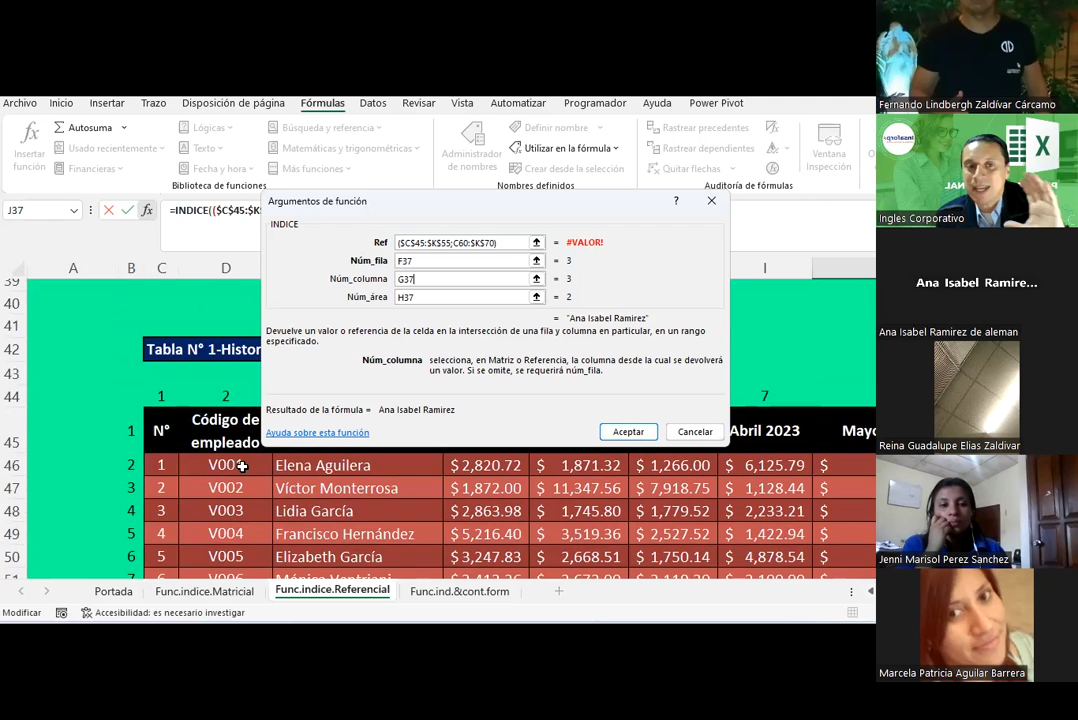 Archivo Inicio Insertar Trazo Disposición de página Fórmulas Datos Revisar Vista Automatizar Programador Ayuda Power Pivot
fx
Insertar función
Autosuma
Usado recientemente
Financieras
Lógicas
Texto
Fecha y hora
Búsqueda y referencia
Matemáticas y trigonométricas
Más funciones
Biblioteca de funciones
Administrador de nombres
Definir nombre
Utilizar en la fórmula
Crear desde la selección
Nombres definidos
Rastrear precedentes
Rastrear dependientes
Quitar flechas
Auditoría de fórmulas
Ventana Inspección
J37
fx
=INDICE(($C$45:$K$
Argumentos de función
?
INDICE
Ref ($C$45:$K$55;C60:$K$70) = #VALOR!
Núm_fila F37 = 3
Núm_columna G37 = 3
Núm_área H37 = 2
= "Ana Isabel Ramirez"
Devuelve un valor o referencia de la celda en la intersección de una fila y columna en particular, en un rango
especificado.
Núm_columna selecciona, en Matriz o Referencia, la columna desde la cual se devolverá
un valor. Si se omite, se requerirá núm_fila.
Resultado de la fórmula = Ana Isabel Ramirez
Ayuda sobre esta función
Aceptar
Cancelar
A B C D I
39
40
41
42 Tabla N° 1-Histor
43
44 1 2 7
45 1 N° Código de empleado Abril 2023 Mayo
46 2 1 V001 Elena Aguilera $ 2,820.72 $ 1,871.32 $ 1,266.00 $ 6,125.79 $
47 3 2 V002 Víctor Monterrosa $ 1,872.00 $ 11,347.56 $ 7,918.75 $ 1,128.44 $
48 4 3 V003 Lidia García $ 2,863.98 $ 1,745.80 $ 1,779.52 $ 2,233.21 $
49 5 4 V004 Francisco Hernández $ 5,216.40 $ 3,519.36 $ 2,527.52 $ 1,422.94 $
50 6 5 V005 Elizabeth García $ 3,247.83 $ 2,668.51 $ 1,750.14 $ 4,878.54 $
Portada Func.indice.Matricial Func.indice.Referencial Func.ind.&cont.form
Modificar
Accesibilidad: es necesario investigar
Fernando Lindbergh Zaldívar Cárcamo
Insaforp
X
Ingles Corporativo
Ana Isabel Ramire...
Ana Isabel Ramirez de aleman
Reina Guadalupe Elias Zaldivar
Jenni Marisol Perez Sanchez
Marcela Patricia Aguilar Barrera